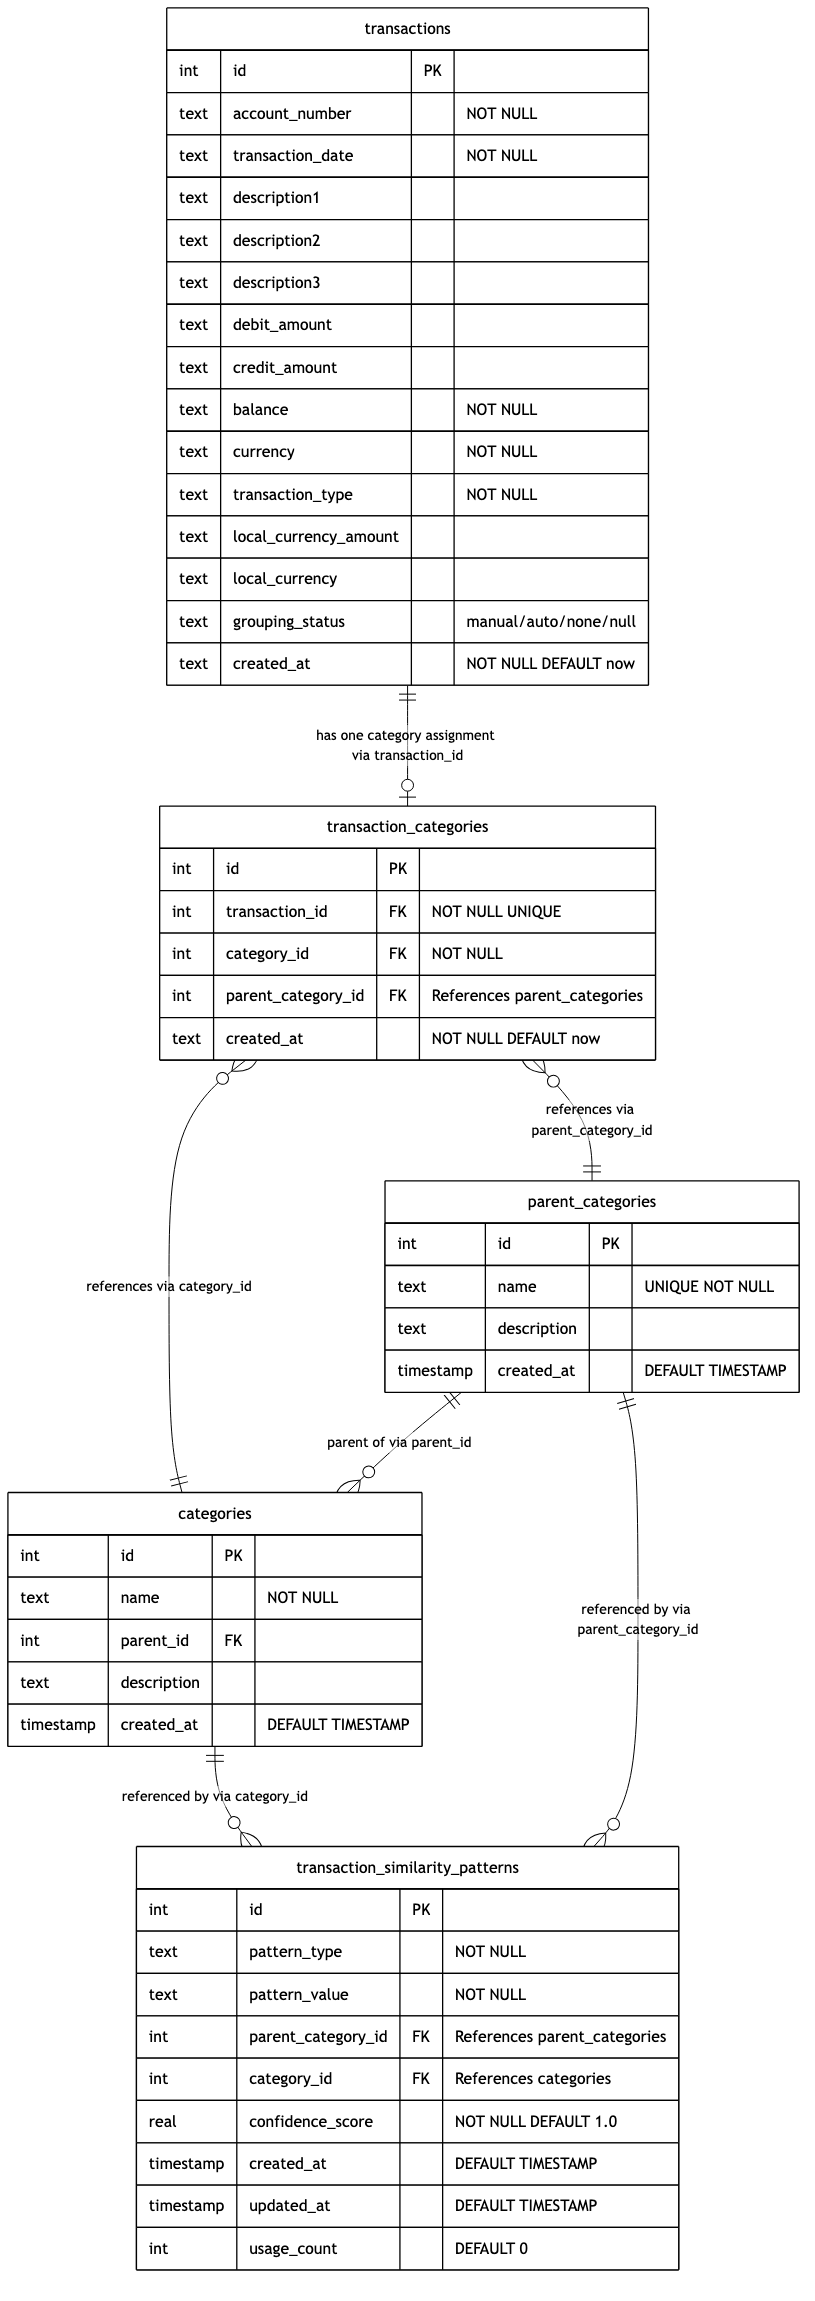 transactions
int id PK
text account_number NOT NULL
text transaction_date NOT NULL
text description1
text description2
text description3
text debit_amount
text credit_amount
text balance NOT NULL
text currency NOT NULL
text transaction_type NOT NULL
text local_currency_amount
text local_currency
text grouping_status manual/auto/none/null
text created_at NOT NULL DEFAULT now
has one category assignment
via transaction_id
transaction_categories
int id PK
int transaction_id FK NOT NULL UNIQUE
int category_id FK NOT NULL
int parent_category_id FK References parent_categories
text created_at NOT NULL DEFAULT now
references via
parent_category_id
parent_categories
int id PK
text name UNIQUE NOT NULL
text description
timestamp created_at DEFAULT TIMESTAMP
references via category_id
parent of via parent_id
categories
int id PK
text name NOT NULL
int parent_id FK
text description
timestamp created_at DEFAULT TIMESTAMP
referenced by via
parent_category_id
referenced by via category_id
transaction_similarity_patterns
int id PK
text pattern_type NOT NULL
text pattern_value NOT NULL
int parent_category_id FK References parent_categories
int category_id FK References categories
real confidence_score NOT NULL DEFAULT 1.0
timestamp created_at DEFAULT TIMESTAMP
timestamp updated_at DEFAULT TIMESTAMP
int usage_count DEFAULT 0